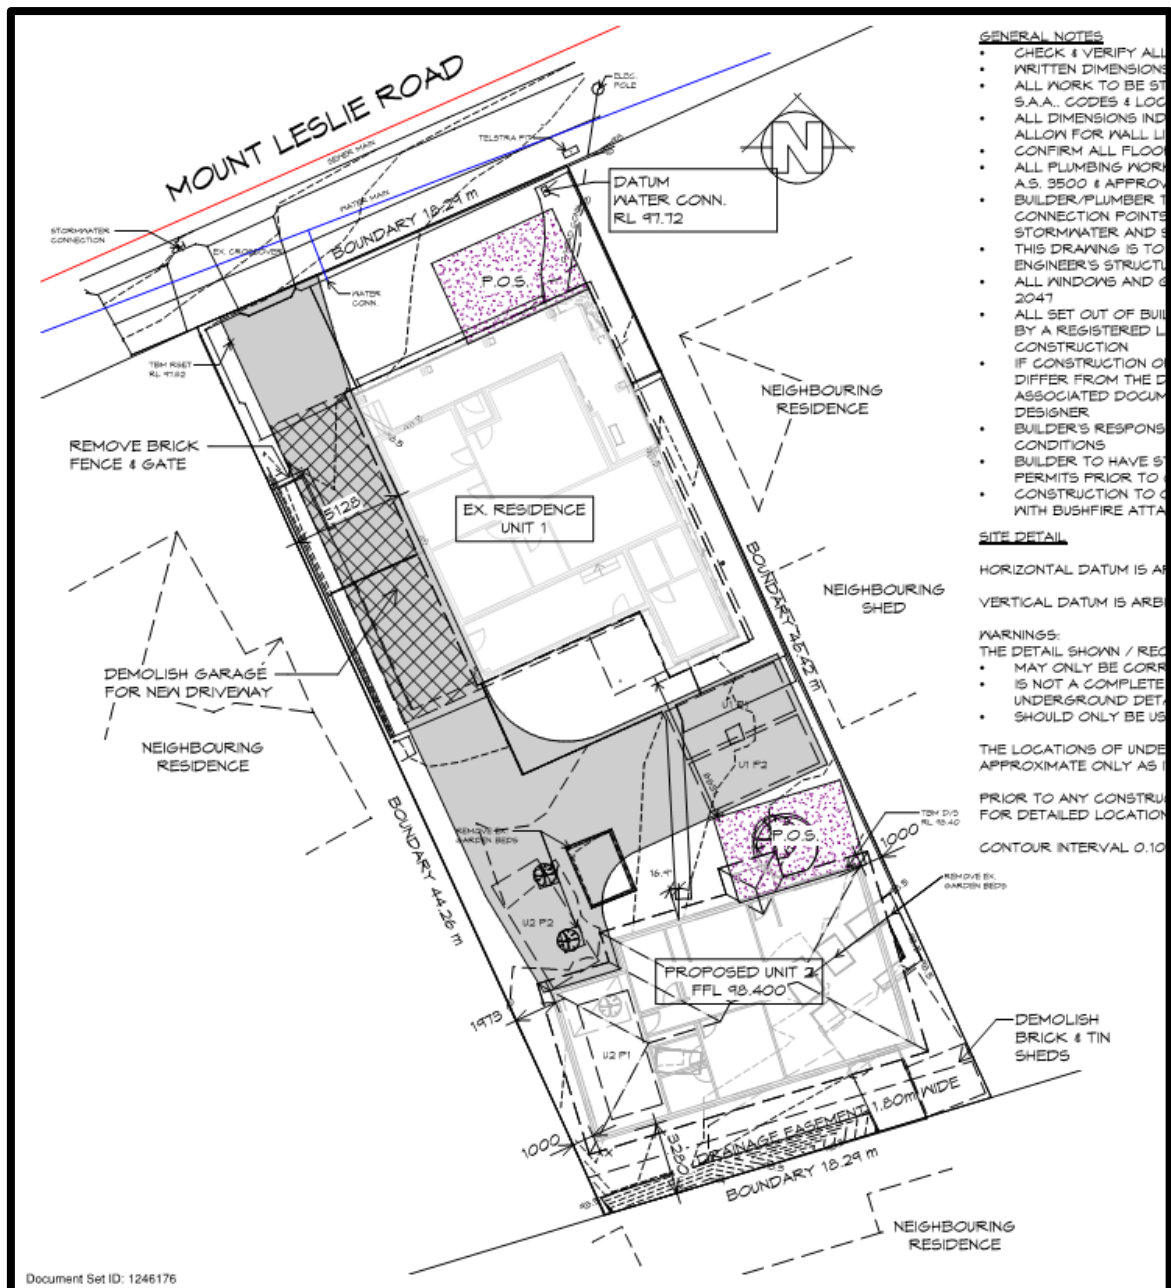 MOUNT LESLIE ROAD
SEWER MAIN
WATER MAIN
ELEC.
POLE
TELSTRA PIT
STORMWATER
CONNECTION
EX. CROSSOVER
BOUNDARY 18.29 m
WATER
CONN.
DATUM
WATER CONN.
RL 97.72
N
P.O.S.
TBM RSET
RL 97.82
REMOVE BRICK
FENCE & GATE
5128
EX. RESIDENCE
UNIT 1
NEIGHBOURING
RESIDENCE
NEIGHBOURING
SHED
DEMOLISH GARAGE
FOR NEW DRIVEWAY
NEIGHBOURING
RESIDENCE
BOUNDARY 46.42 m
BOUNDARY 44.26 m
U1 P1
U1 P2
P.O.S.
TBM D/S
RL 98.40
1,000
REMOVE EX.
GARDEN BEDS
REMOVE EX.
GARDEN BEDS
U2 P2
PROPOSED UNIT 2
FFL 98.400
1973
U2 P1
DEMOLISH
BRICK & TIN
SHEDS
1,000
3280
DRAINAGE EASEMENT 1.80m WIDE
BOUNDARY 18.29 m
NEIGHBOURING
RESIDENCE
GENERAL NOTES
• CHECK & VERIFY ALL
• WRITTEN DIMENSIONS
• ALL WORK TO BE ST
S.A.A.. CODES & LOC
• ALL DIMENSIONS IND
ALLOW FOR WALL LI
• CONFIRM ALL FLOO
• ALL PLUMBING WORK
A.S. 3500 & APPROV
• BUILDER/PLUMBER T
CONNECTION POINTS
STORMWATER AND S
• THIS DRAWING IS TO
ENGINEER'S STRUCTU
• ALL WINDOWS AND G
2047
• ALL SET OUT OF BUIL
BY A REGISTERED L
CONSTRUCTION
• IF CONSTRUCTION O
DIFFER FROM THE D
ASSOCIATED DOCUM
DESIGNER
• BUILDER'S RESPONS
CONDITIONS
• BUILDER TO HAVE ST
PERMITS PRIOR TO
• CONSTRUCTION TO C
WITH BUSHFIRE ATTA
SITE DETAIL
HORIZONTAL DATUM IS AR
VERTICAL DATUM IS ARBI
WARNINGS:
THE DETAIL SHOWN / REC
• MAY ONLY BE CORR
• IS NOT A COMPLETE
UNDERGROUND DETA
• SHOULD ONLY BE US
THE LOCATIONS OF UNDE
APPROXIMATE ONLY AS
PRIOR TO ANY CONSTRU
FOR DETAILED LOCATION
CONTOUR INTERVAL 0.10
Document Set ID: 1246176